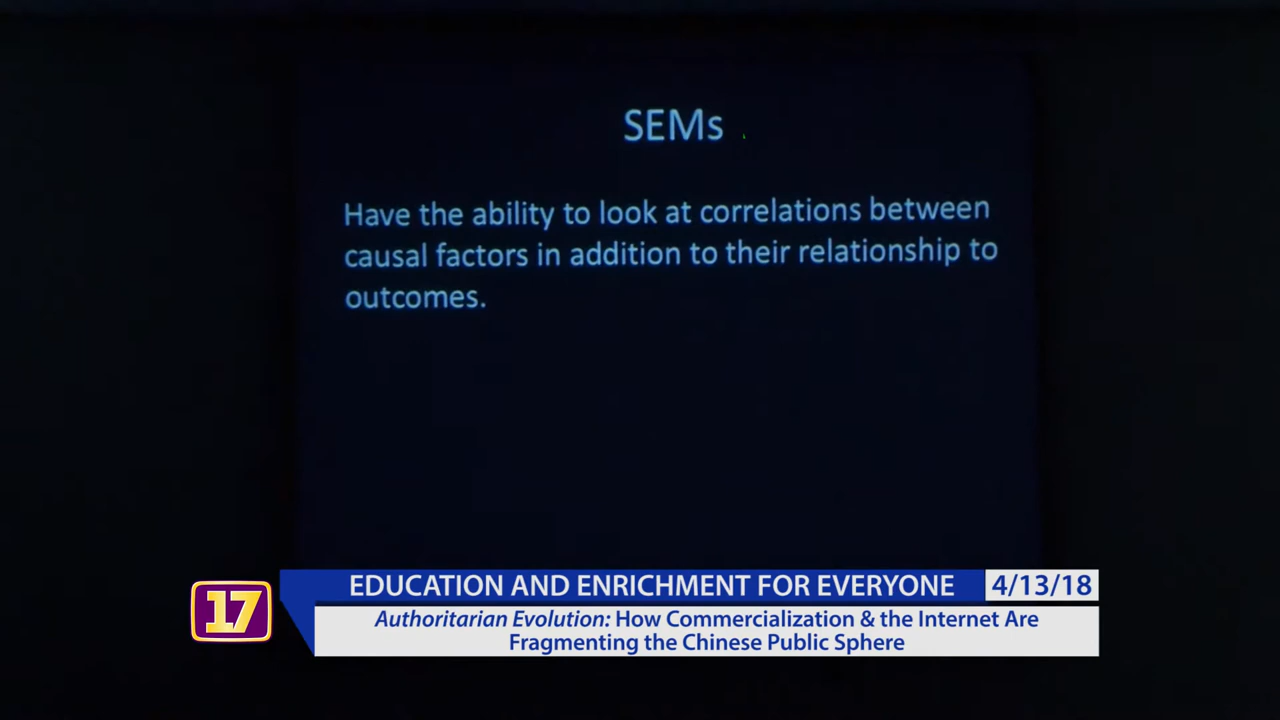 SEMs
Have the ability to look at correlations between
causal factors in addition to their relationship to
outcomes.
17
EDUCATION AND ENRICHMENT FOR EVERYONE
4/13/18
Authoritarian Evolution: How Commercialization & the Internet Are
Fragmenting the Chinese Public Sphere